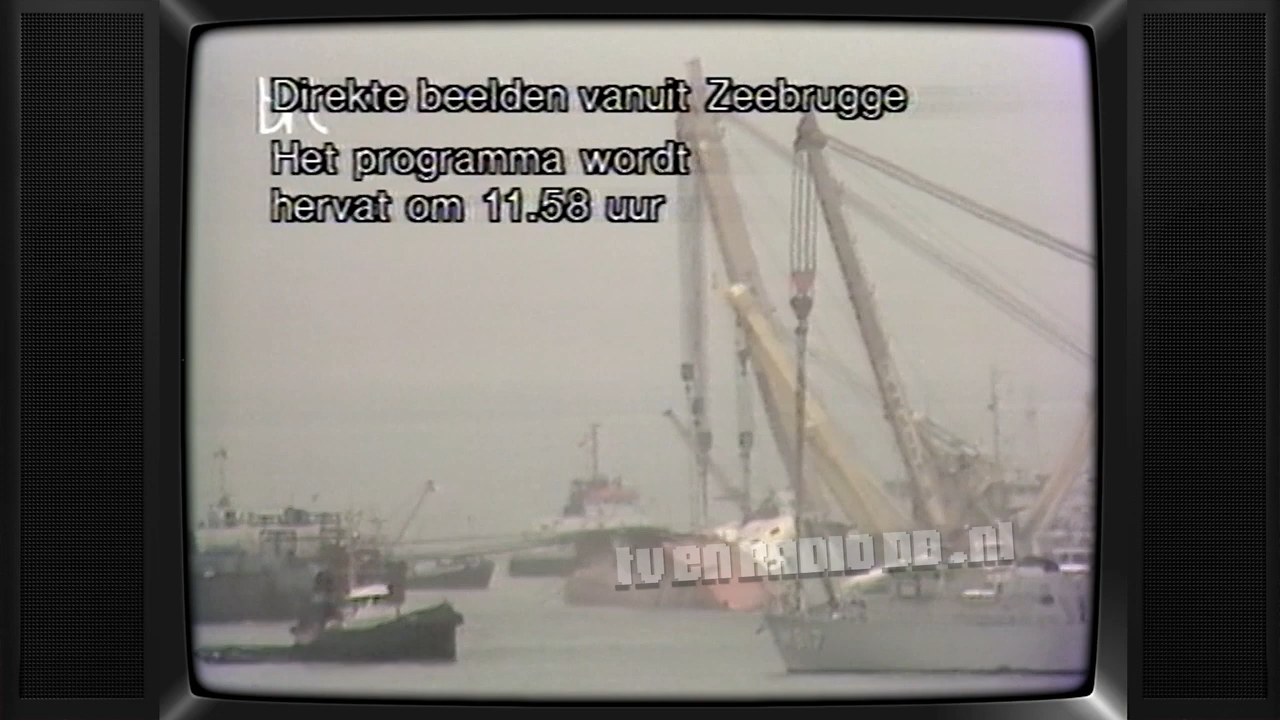 Direkte beelden vanuit Zeebrugge
Het programma wordt
hervat om 11.58 uur
tv en RADIO DB .nl